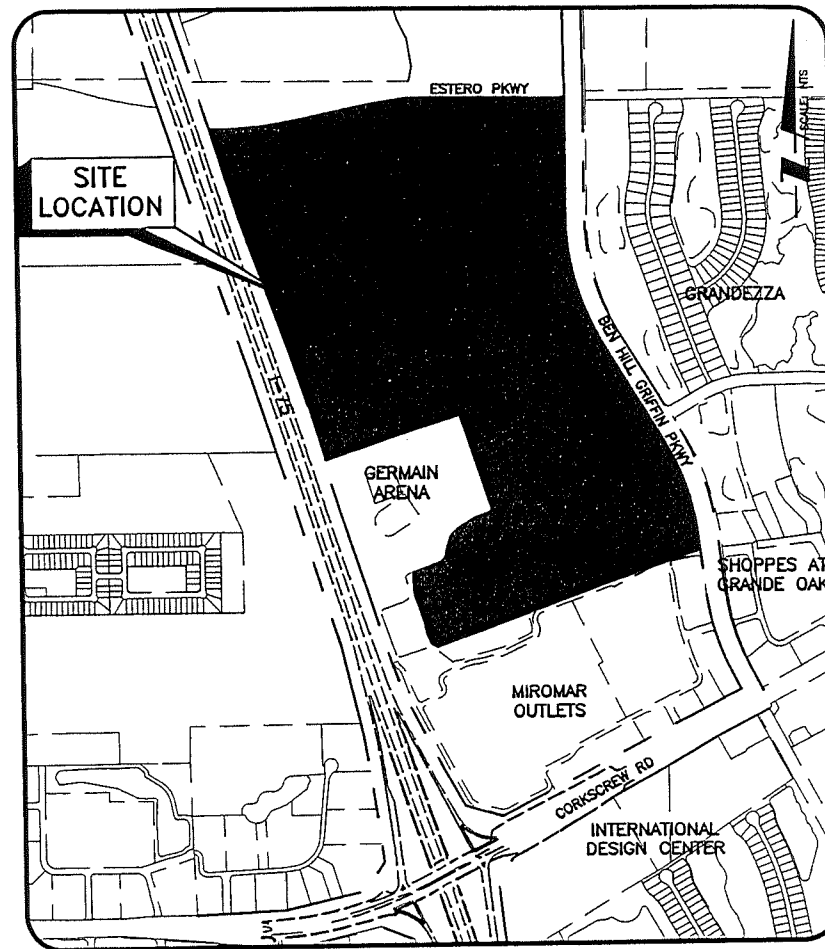 ESTERO PKWY
SCALE: NTS
SITE
LOCATION
GRANDEZZA
BEN HILL GRIFFIN PKWY
I-75
GERMAIN
ARENA
SHOPPES AT
GRANDE OAK
MIROMAR
OUTLETS
CORKSCREW RD
INTERNATIONAL
DESIGN CENTER